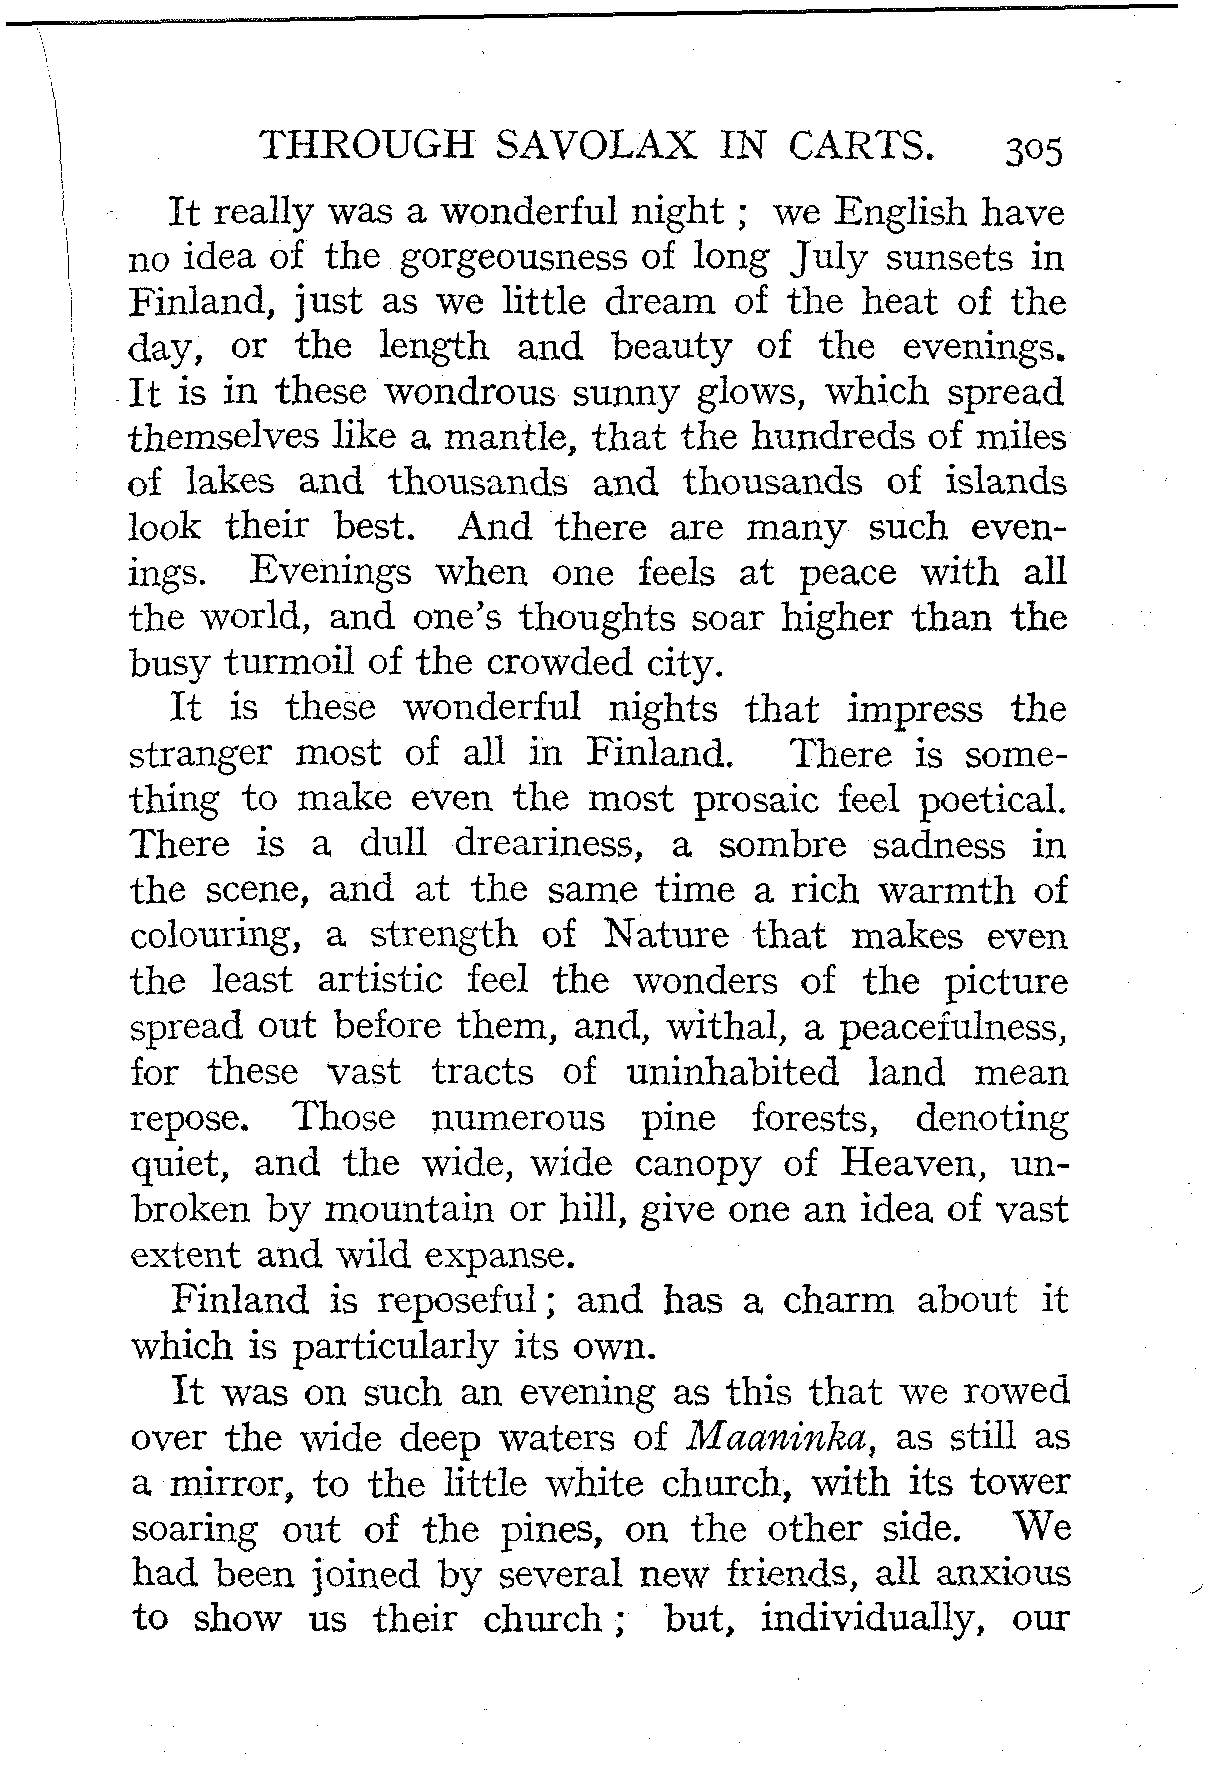 THROUGH SAVOLAX IN CARTS. 305
It really was a wonderful night ; we English have
no idea of the gorgeousness of long July sunsets in
Finland, just as we little dream of the heat of the
day, or the length and beauty of the evenings.
It is in these wondrous sunny glows, which spread
themselves like a mantle, that the hundreds of miles
of lakes and thousands and thousands of islands
look their best. And there are many such even-
ings. Evenings when one feels at peace with all
the world, and one's thoughts soar higher than the
busy turmoil of the crowded city.
It is these wonderful nights that impress the
stranger most of all in Finland. There is some-
thing to make even the most prosaic feel poetical.
There is a dull dreariness, a sombre sadness in
the scene, and at the same time a rich warmth of
colouring, a strength of Nature that makes even
the least artistic feel the wonders of the picture
spread out before them, and, withal, a peacefulness,
for these vast tracts of uninhabited land mean
repose. Those numerous pine forests, denoting
quiet, and the wide, wide canopy of Heaven, un-
broken by mountain or hill, give one an idea of vast
extent and wild expanse.
Finland is reposeful ; and has a charm about it
which is particularly its own.
It was on such an evening as this that we rowed
over the wide deep waters of Maaninka, as still as
a mirror, to the little white church, with its tower
soaring out of the pines, on the other side. We
had been joined by several new friends, all anxious
to show us their church ; but, individually, our